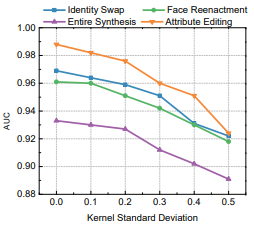 Identity Swap Face Reenactment
Entire Synthesis Attribute Editing
1.00
0.98
0.96
0.94
0.92
0.90
0.88
AUC
0.0 0.1 0.2 0.3 0.4 0.5
Kernel Standard Deviation